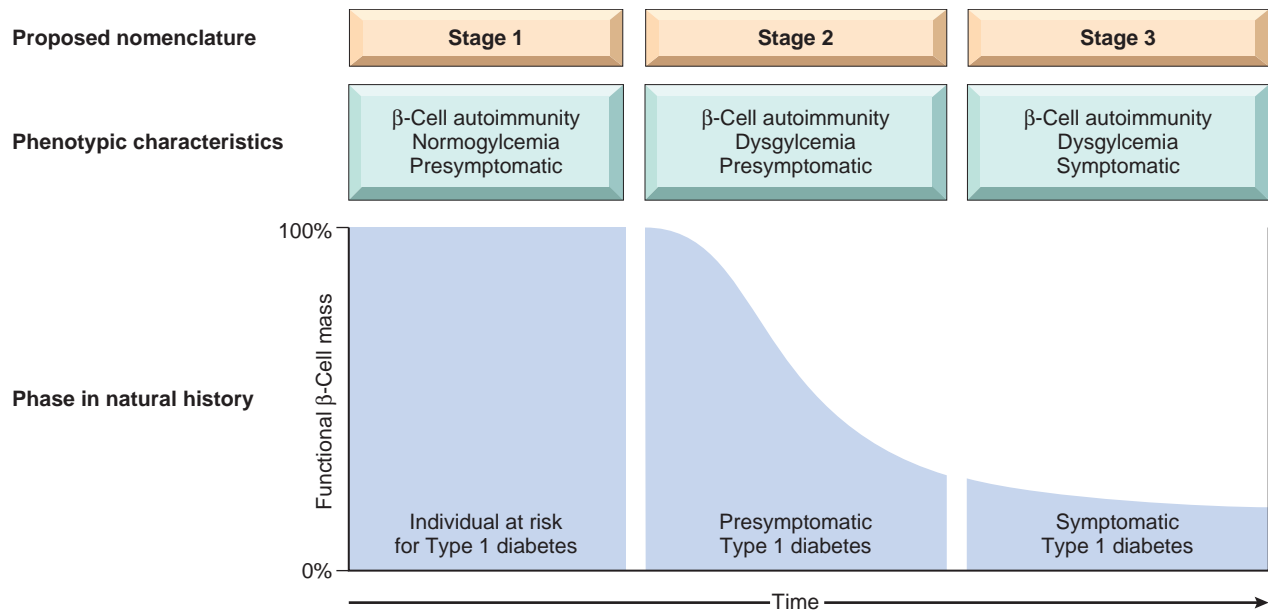 Proposed nomenclature
Stage 1
Stage 2
Stage 3
Phenotypic characteristics
β-Cell autoimmunity
Normogylcemia
Presymptomatic
β-Cell autoimmunity
Dysgylcemia
Presymptomatic
β-Cell autoimmunity
Dysgylcemia
Symptomatic
Phase in natural history
100%
Functional β-Cell mass
0%
Individual at risk
for Type 1 diabetes
Presymptomatic
Type 1 diabetes
Symptomatic
Type 1 diabetes
Time